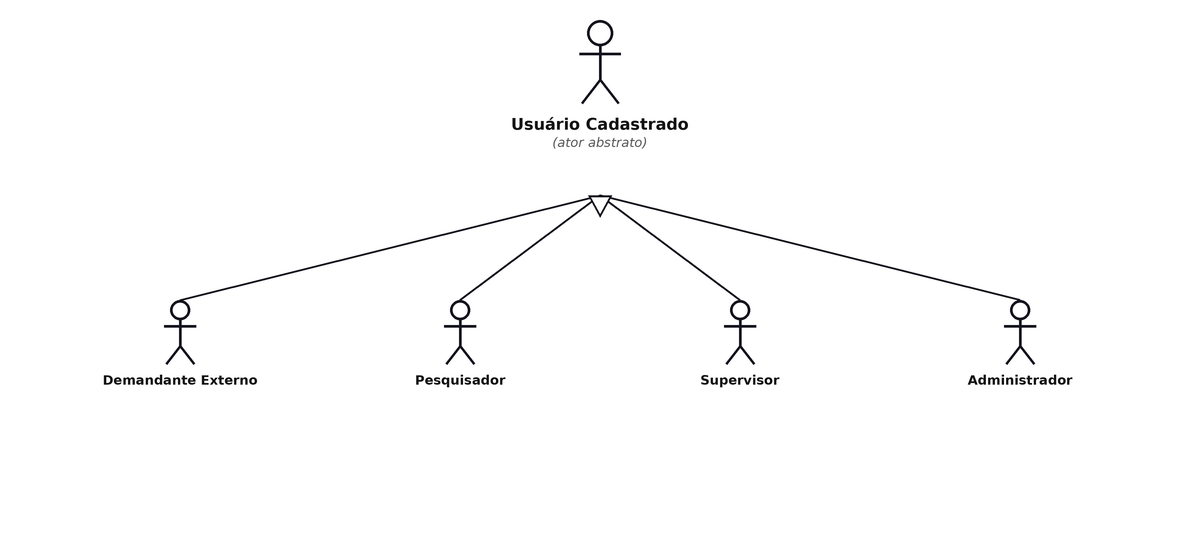 Usuário Cadastrado
(ator abstrato)
Demandante Externo
Pesquisador
Supervisor
Administrador